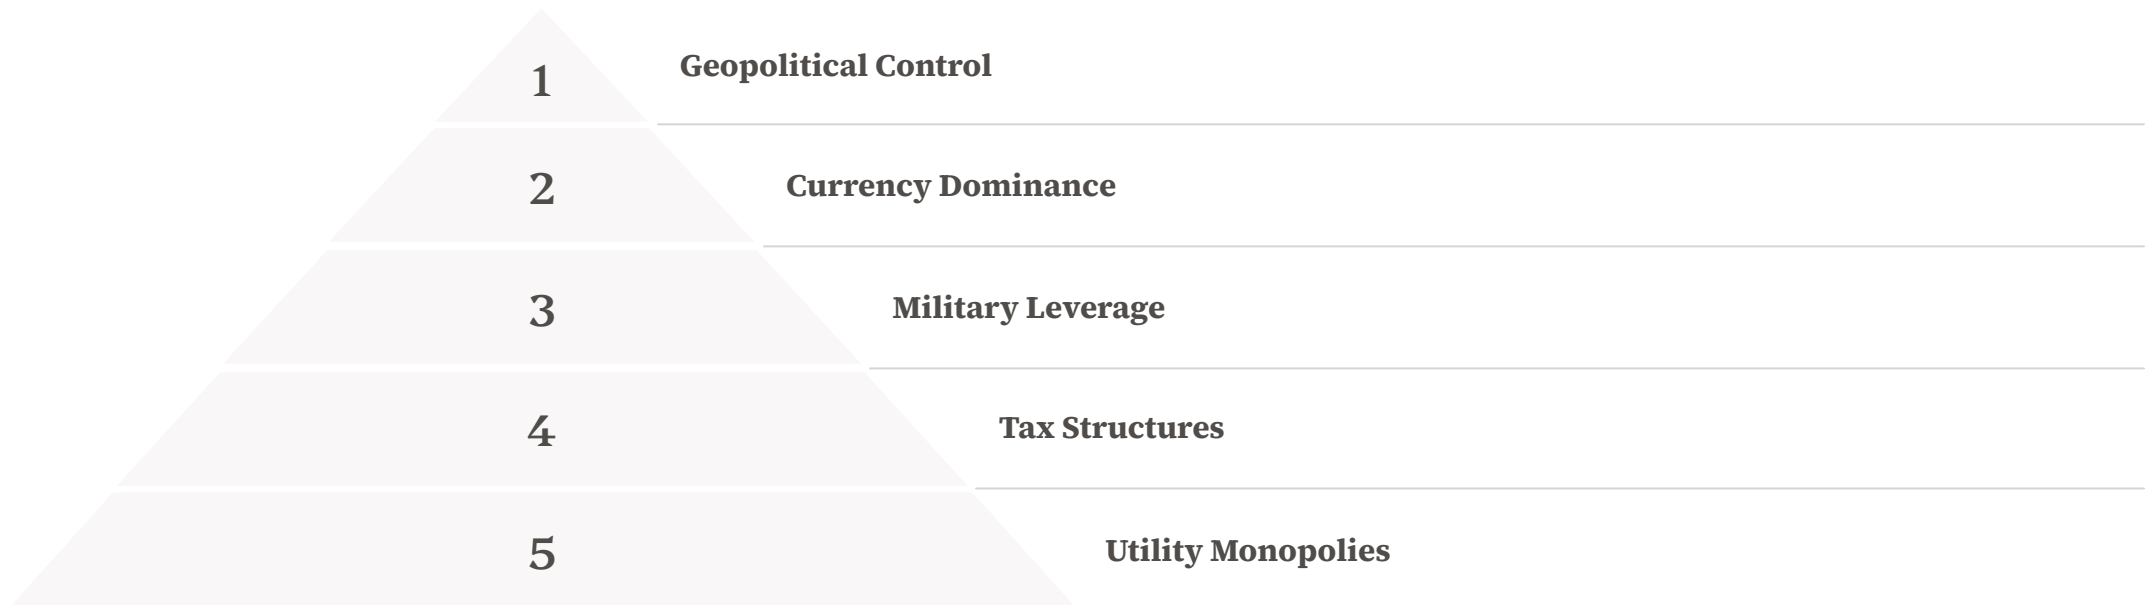 1
Geopolitical Control
2
Currency Dominance
3
Military Leverage
4
Tax Structures
5
Utility Monopolies